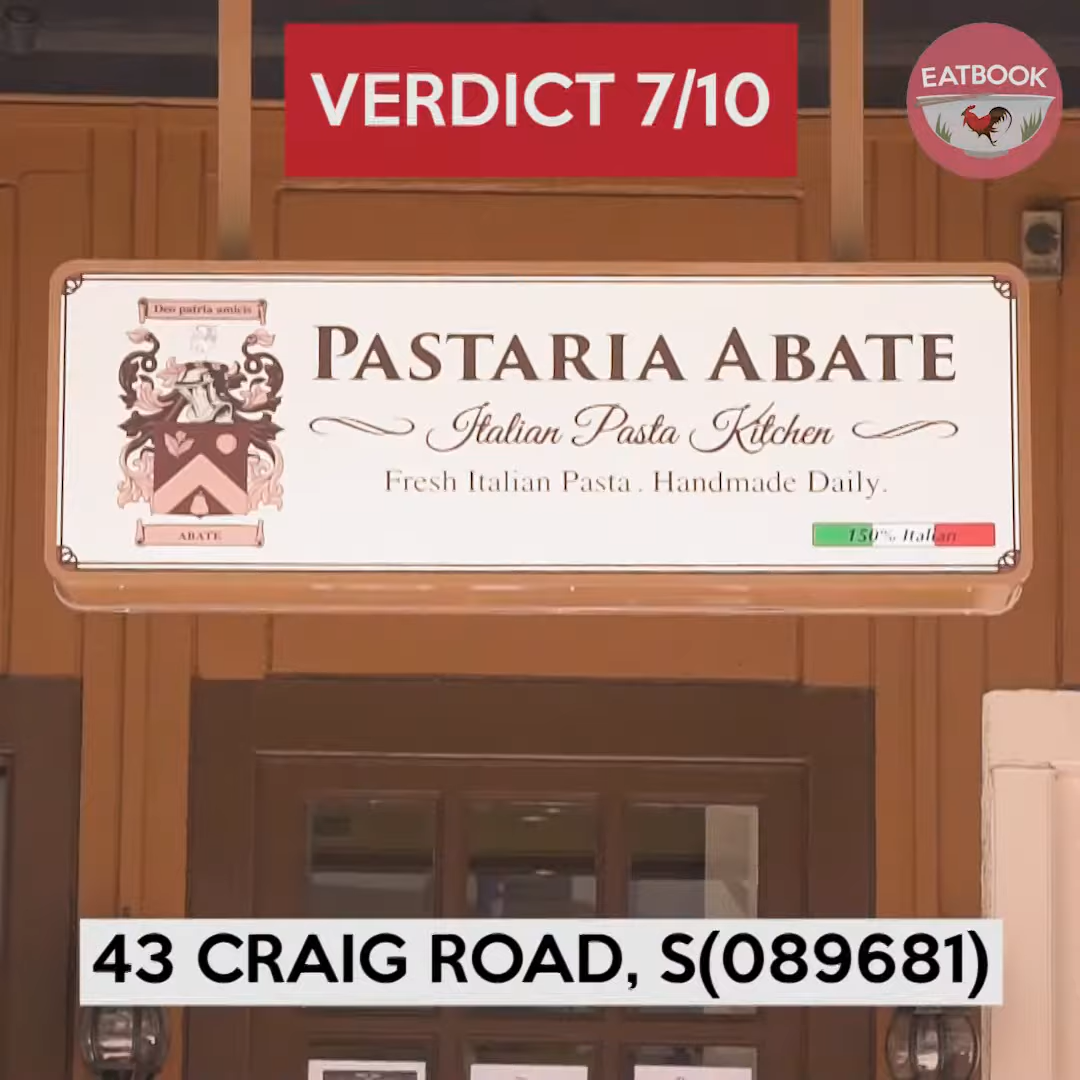 VERDICT 7/10
EATBOOK
Deo patria amicis
PASTARIA ABATE
Italian Pasta Kitchen
Fresh Italian Pasta. Handmade Daily.
ABATE
150% Italian
43 CRAIG ROAD, S(089681)